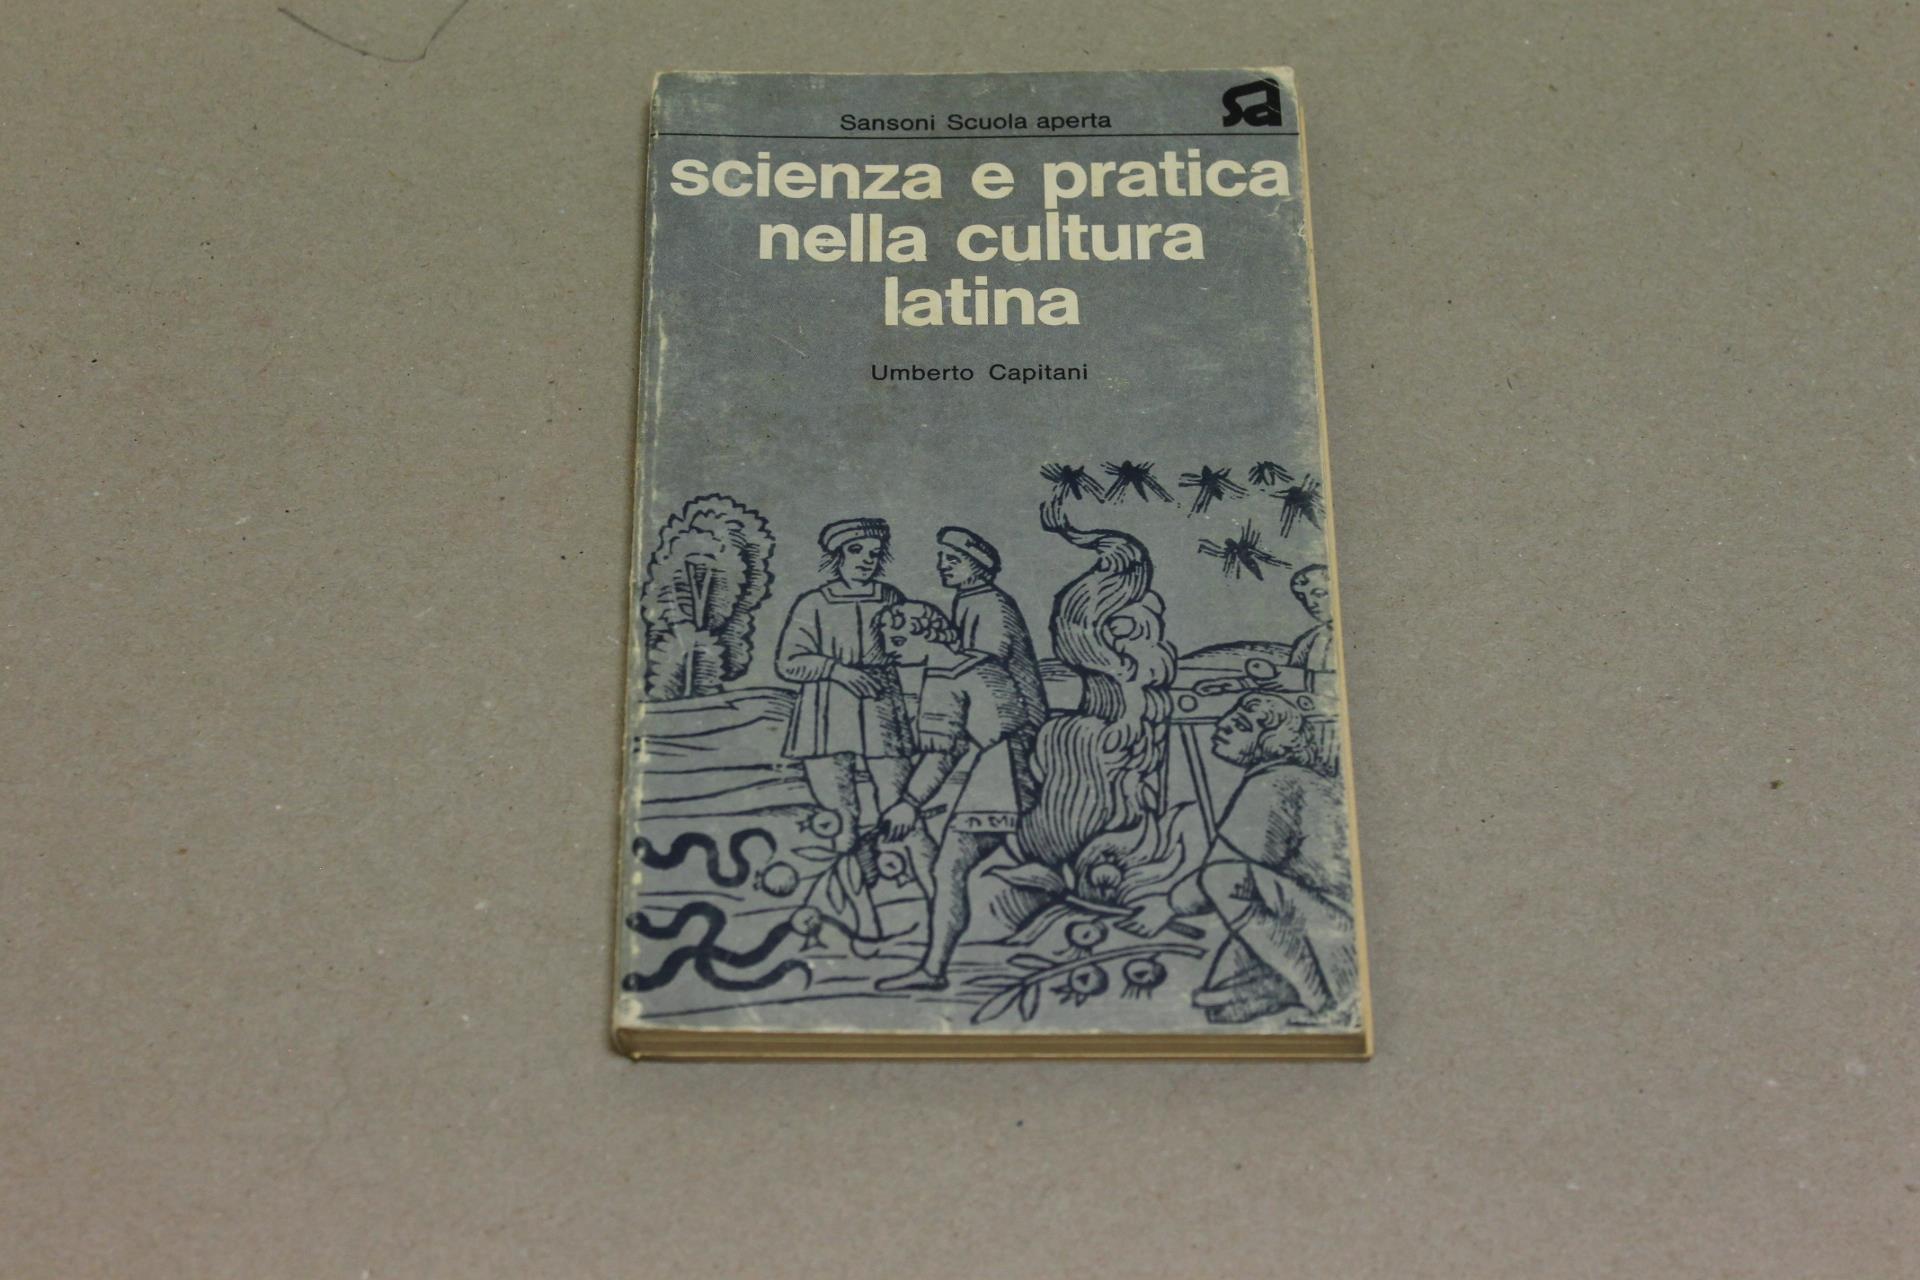 Sansoni Scuola aperta
sa
scienza e pratica
nella cultura
latina
Umberto Capitani